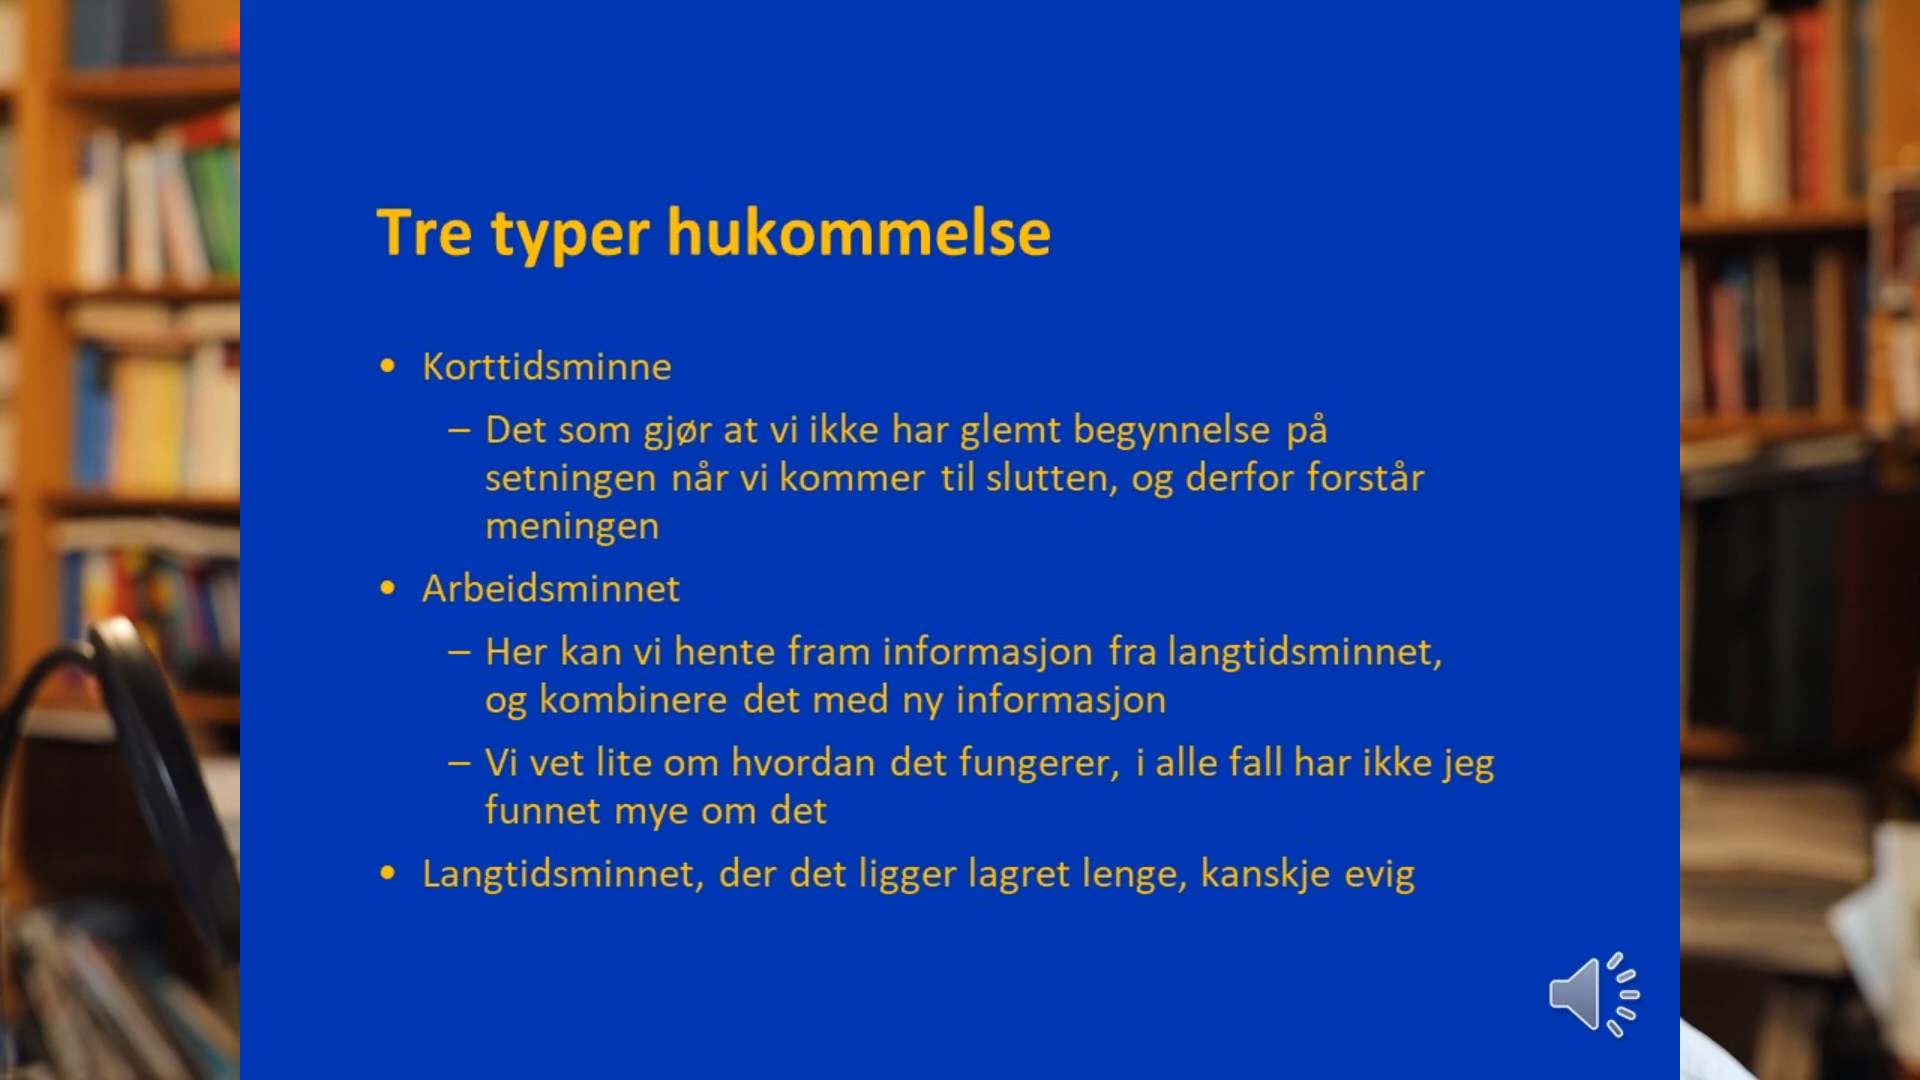 Tre typer hukommelse
• Korttidsminne
– Det som gjør at vi ikke har glemt begynnelse på
setningen når vi kommer til slutten, og derfor forstår
meningen
• Arbeidsminnet
– Her kan vi hente fram informasjon fra langtidsminnet,
og kombinere det med ny informasjon
– Vi vet lite om hvordan det fungerer, i alle fall har ikke jeg
funnet mye om det
• Langtidsminnet, der det ligger lagret lenge, kanskje evig